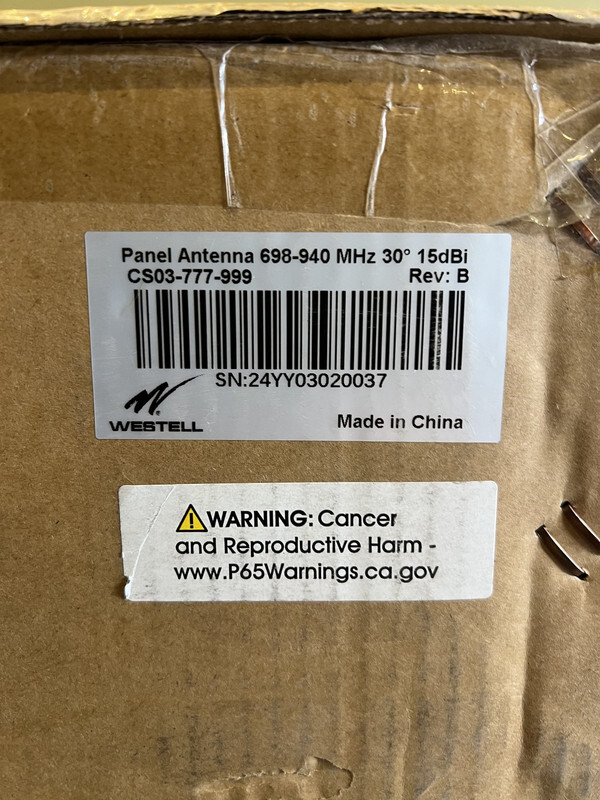 Panel Antenna 698-940 MHz 30° 15dBi
CS03-777-999 Rev: B
SN:24YY03020037
WESTELL
Made in China
WARNING: Cancer
and Reproductive Harm -
www.P65Warnings.ca.gov